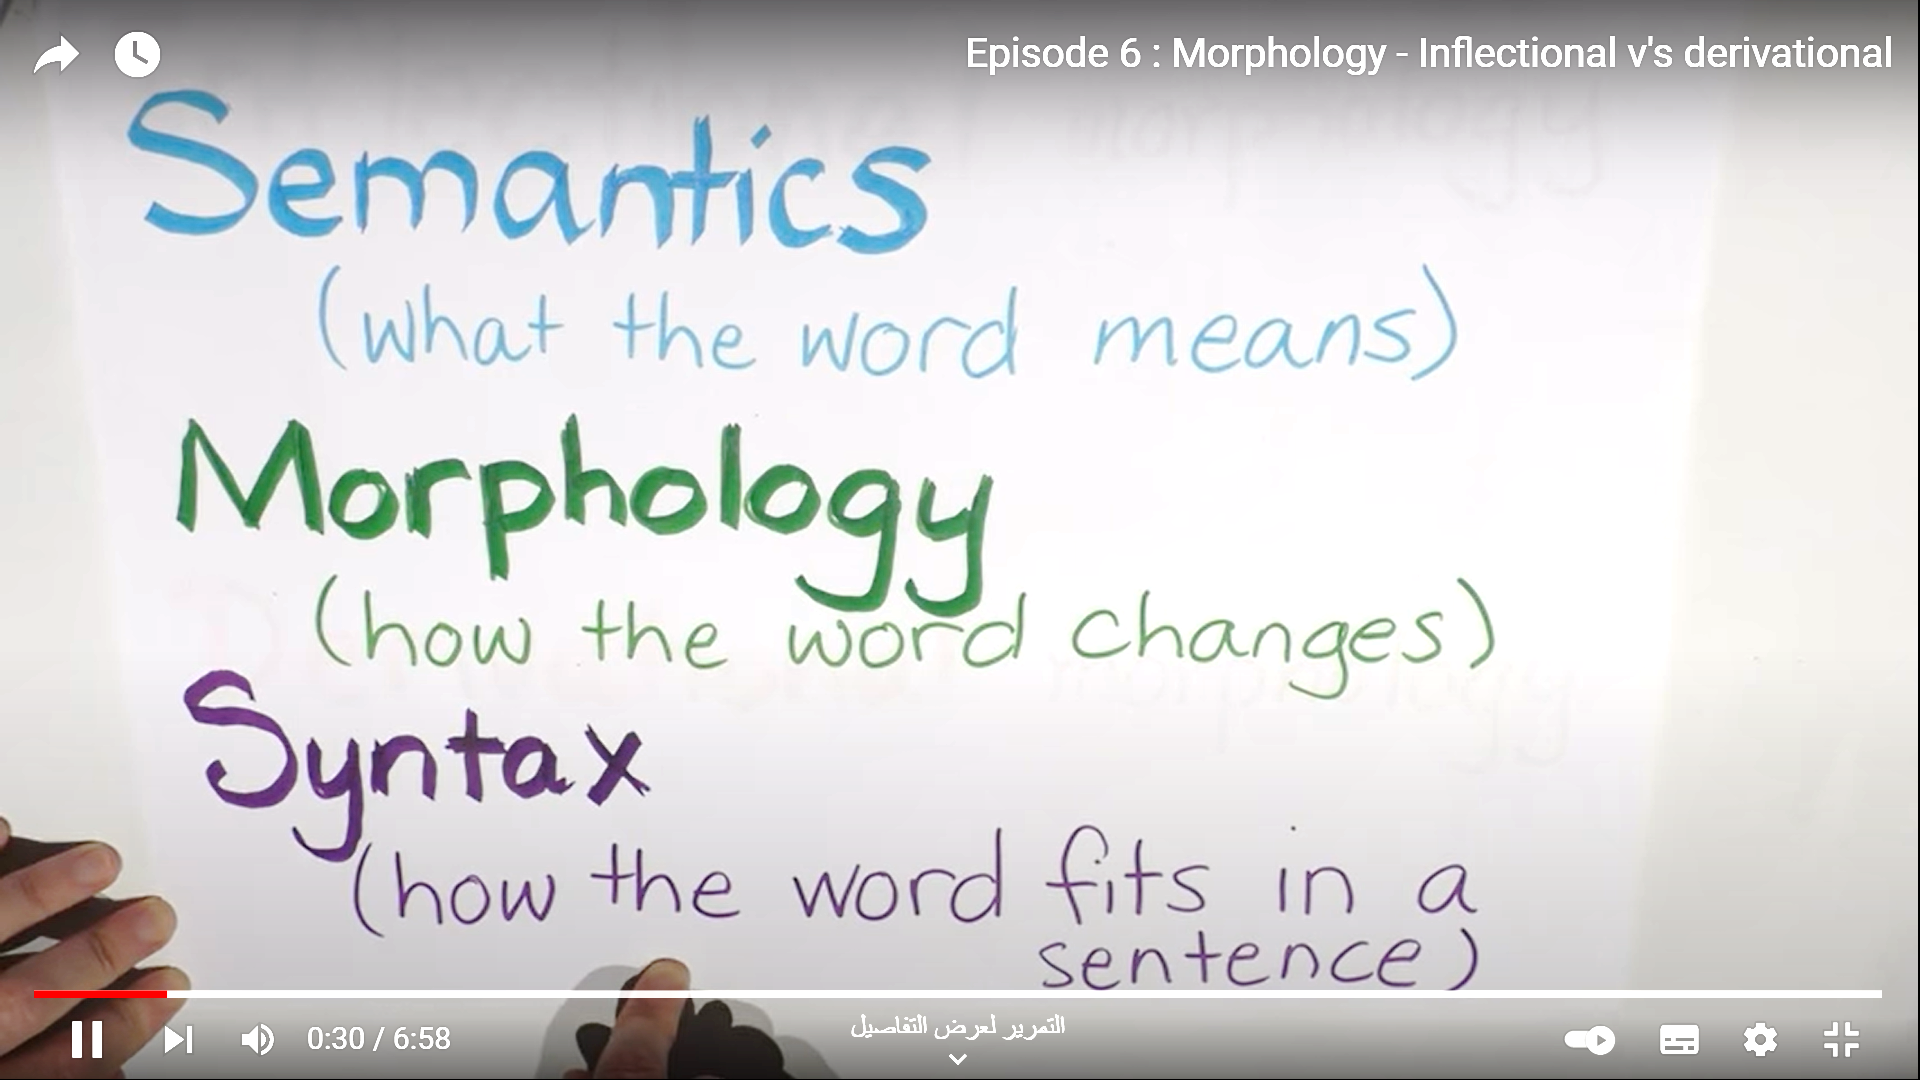 Episode 6 : Morphology - Inflectional v's derivational
Semantics
(what the word means)
Morphology
(how the word changes)
Syntax
(how the word fits in a
sentence)
0:30 / 6:58
التمرير لعرض التفاصيل